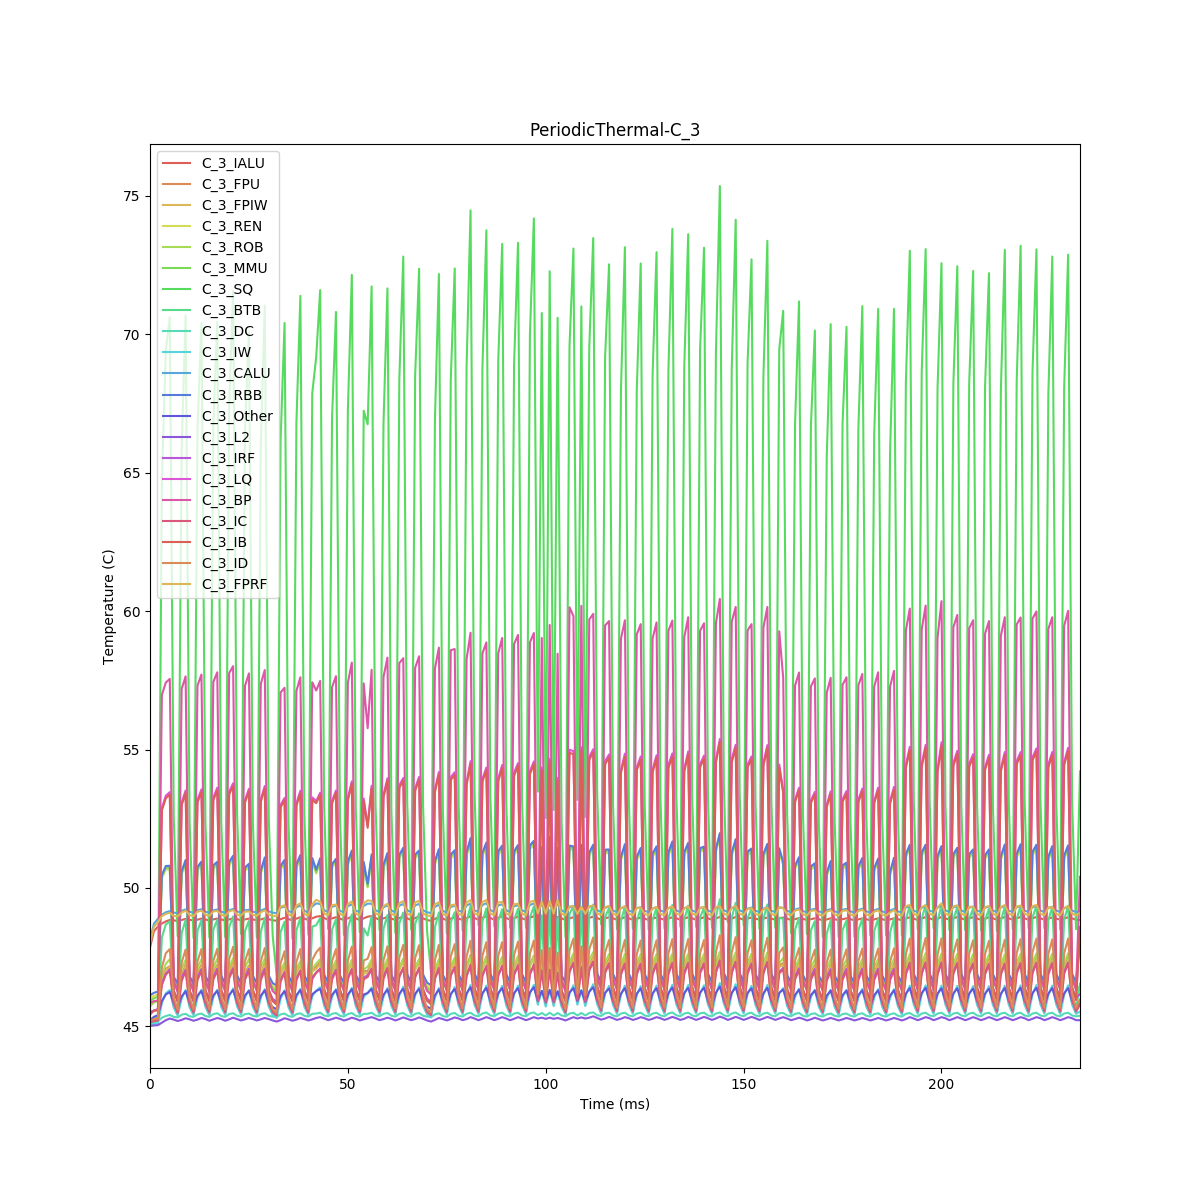 PeriodicThermal-C_3
C_3_IALU
C_3_FPU
C_3_FPIW
C_3_REN
C_3_ROB
C_3_MMU
C_3_SQ
C_3_BTB
C_3_DC
C_3_IW
C_3_CALU
C_3_RBB
C_3_Other
C_3_L2
C_3_IRF
C_3_LQ
C_3_BP
C_3_IC
C_3_IB
C_3_ID
C_3_FPRF
75
70
65
60
55
50
45
Temperature (C)
0 50 100 150 200
Time (ms)